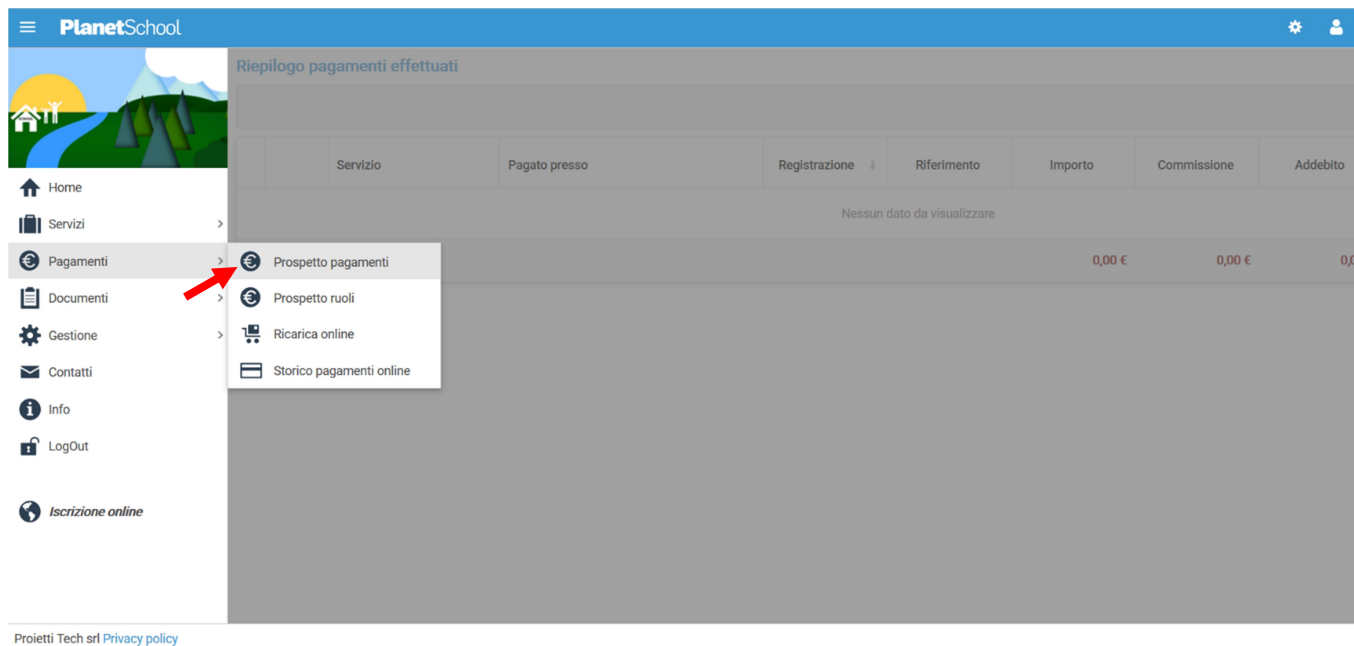 PlanetSchool
Riepilogo pagamenti effettuati
Servizio Pagato presso Registrazione Riferimento Importo Commissione Addebito
Nessun dato da visualizzare
0,00 € 0,00 € 0,0
Home
Servizi
Pagamenti
Documenti
Gestione
Contatti
Info
LogOut
Iscrizione online
Prospetto pagamenti
Prospetto ruoli
Ricarica online
Storico pagamenti online
Proietti Tech srl Privacy policy